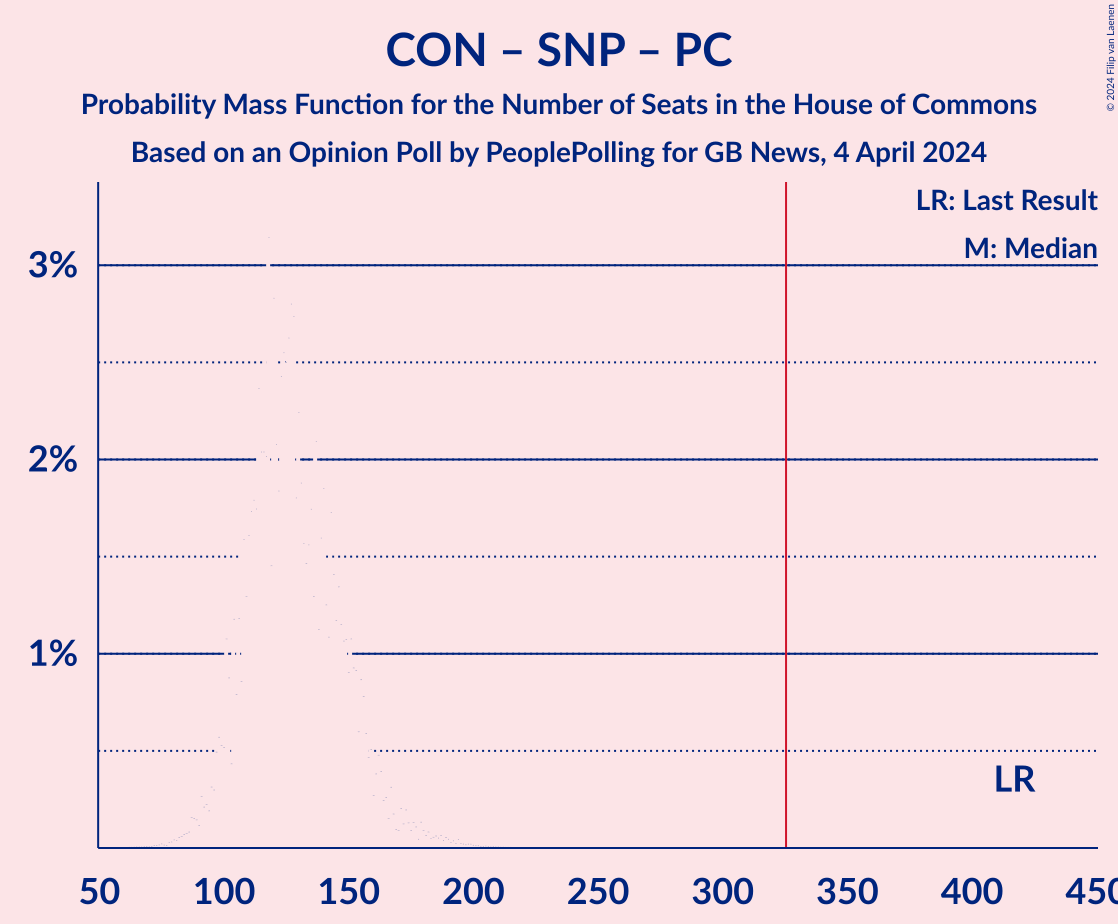 CON – SNP – PC
Probability Mass Function for the Number of Seats in the House of Commons
Based on an Opinion Poll by PeoplePolling for GB News, 4 April 2024
© 2024 Filip van Laenen
LR: Last Result
M: Median
3%
2%
1%
LR
50 100 150 200 250 300 350 400 450